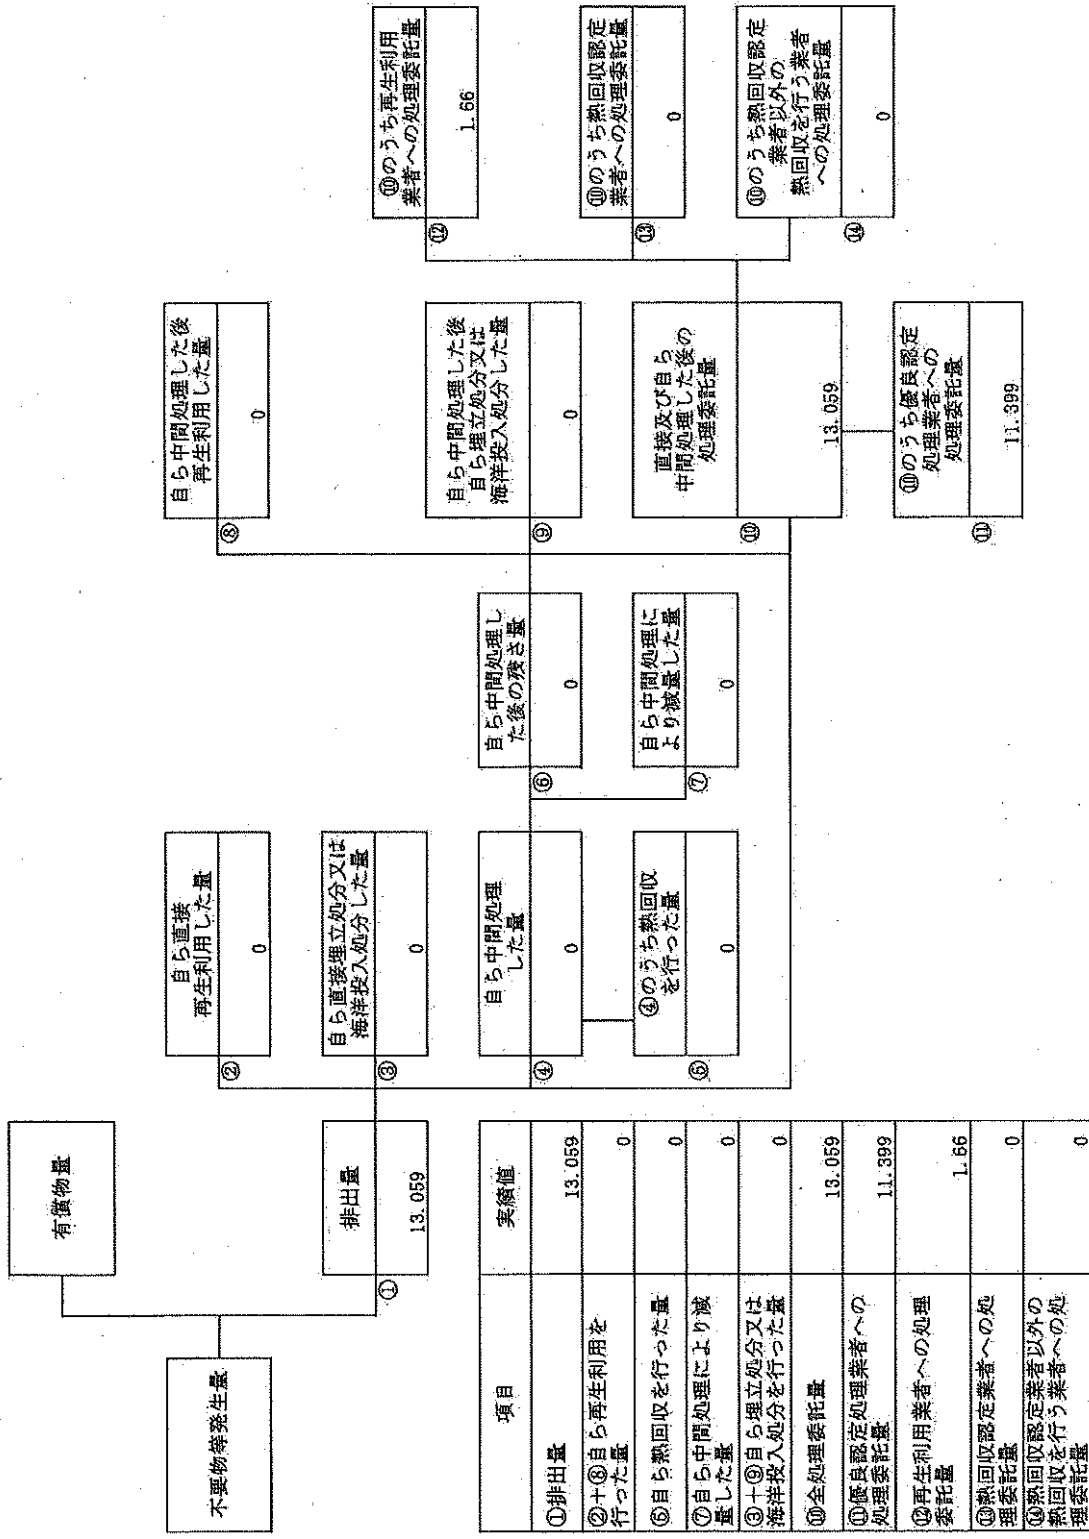 不要物等発生量
有償物量
①
排出量
13.059
②
自ら直接
再生利用した量
0
③
自ら直接埋立処分又は
海洋投入処分した量
0
④
自ら中間処理
した量
0
⑤
④のうち熱回収
を行った量
0
⑥
自ら中間処理し
た後の残さ量
0
⑦
自ら中間処理に
より減量した量
0
⑧
自ら中間処理した後
再生利用した量
0
⑨
自ら中間処理した後
自ら埋立処分又は
海洋投入処分した量
0
⑩
直接及び自ら
中間処理した後の
処理委託量
13.059
⑪
⑩のうち優良認定
処理業者への
処理委託量
11.399
⑫
⑩のうち再生利用
業者への処理委託量
1.66
⑬
⑩のうち熱回収認定
業者への処理委託量
0
⑭
⑩のうち熱回収認定
業者以外の
熱回収を行う業者
への処理委託量
0
項目 実績値
①排出量 13.059
②+⑧自ら再生利用を
行った量 0
⑤自ら熱回収を行った量 0
⑦自ら中間処理により減
量した量 0
③+⑨自ら埋立処分又は
海洋投入処分を行った量 0
⑩全処理委託量 13.059
⑪優良認定処理業者への
処理委託量 11.399
⑫再生利用業者への処理
委託量 1.66
⑬熱回収認定業者への処
理委託量 0
⑭熱回収認定業者以外の
熱回収を行う業者への処
理委託量 0